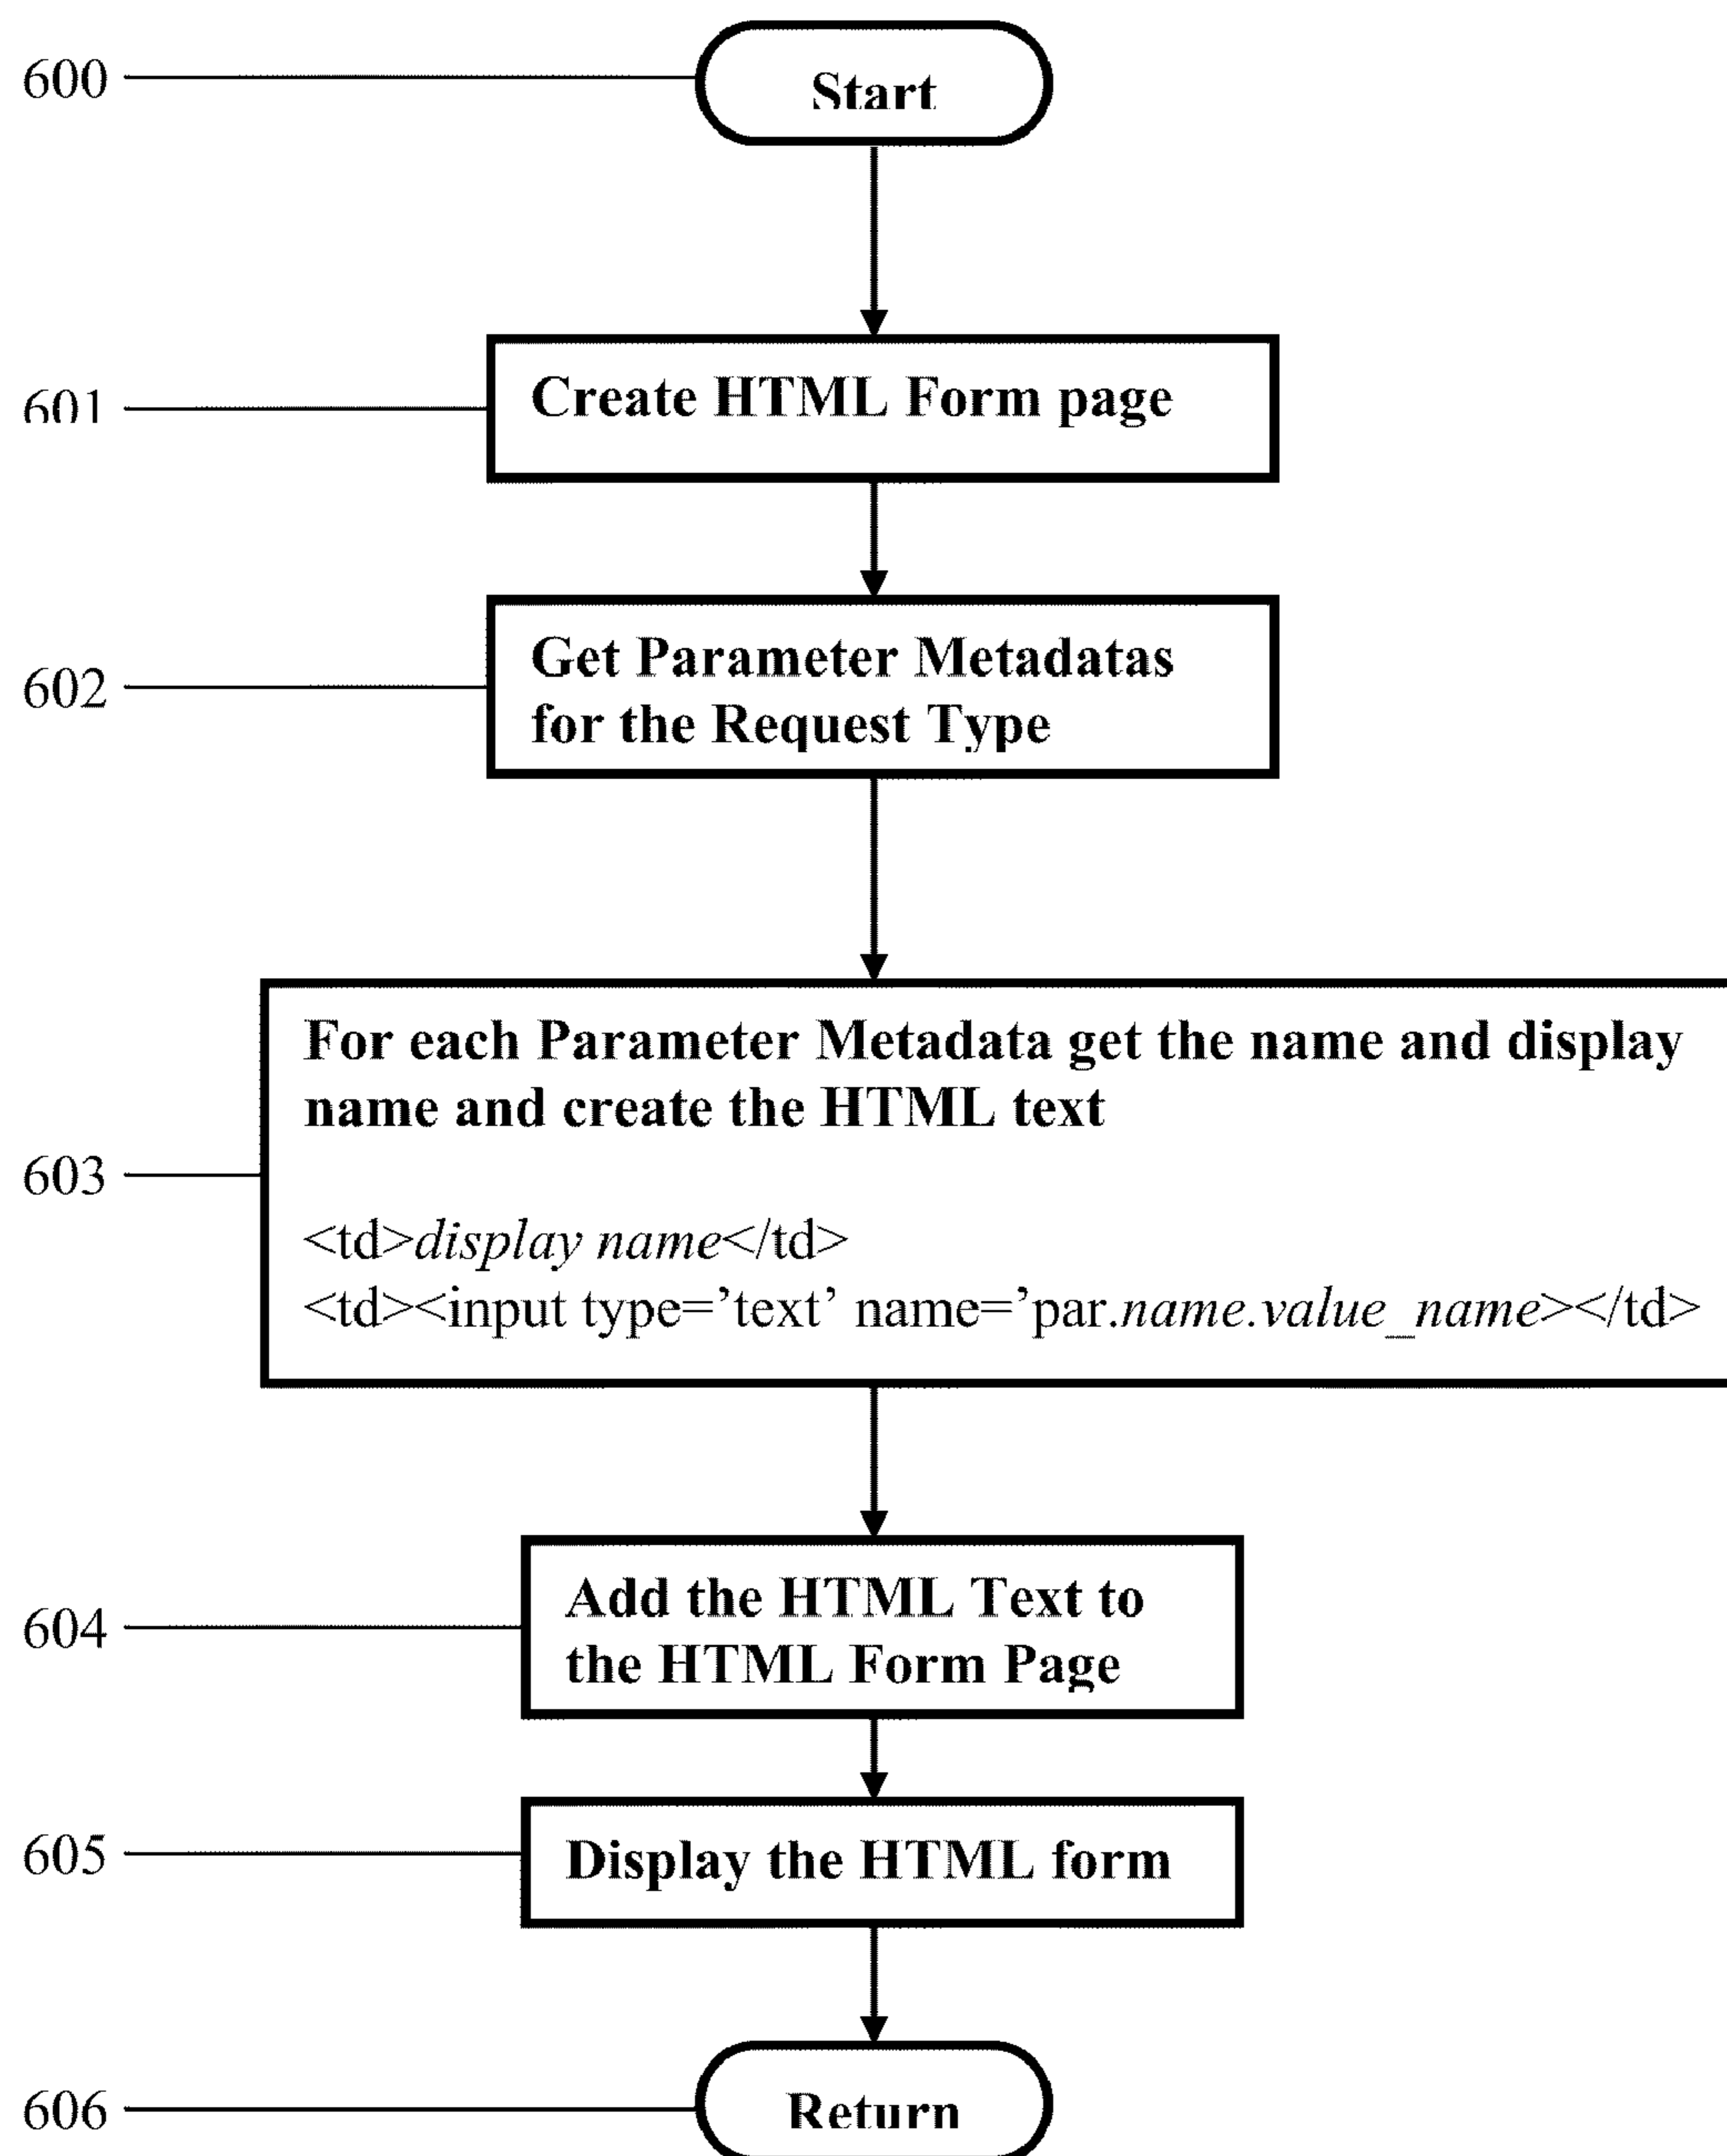 600
Start
601
Create HTML Form page
602
Get Parameter Metadatas
for the Request Type
603
For each Parameter Metadata get the name and display
name and create the HTML text
<td>display name</td>
<td><input type=’text’ name=’par.name.value_name></td>
604
Add the HTML Text to
the HTML Form Page
605
Display the HTML form
606
Return